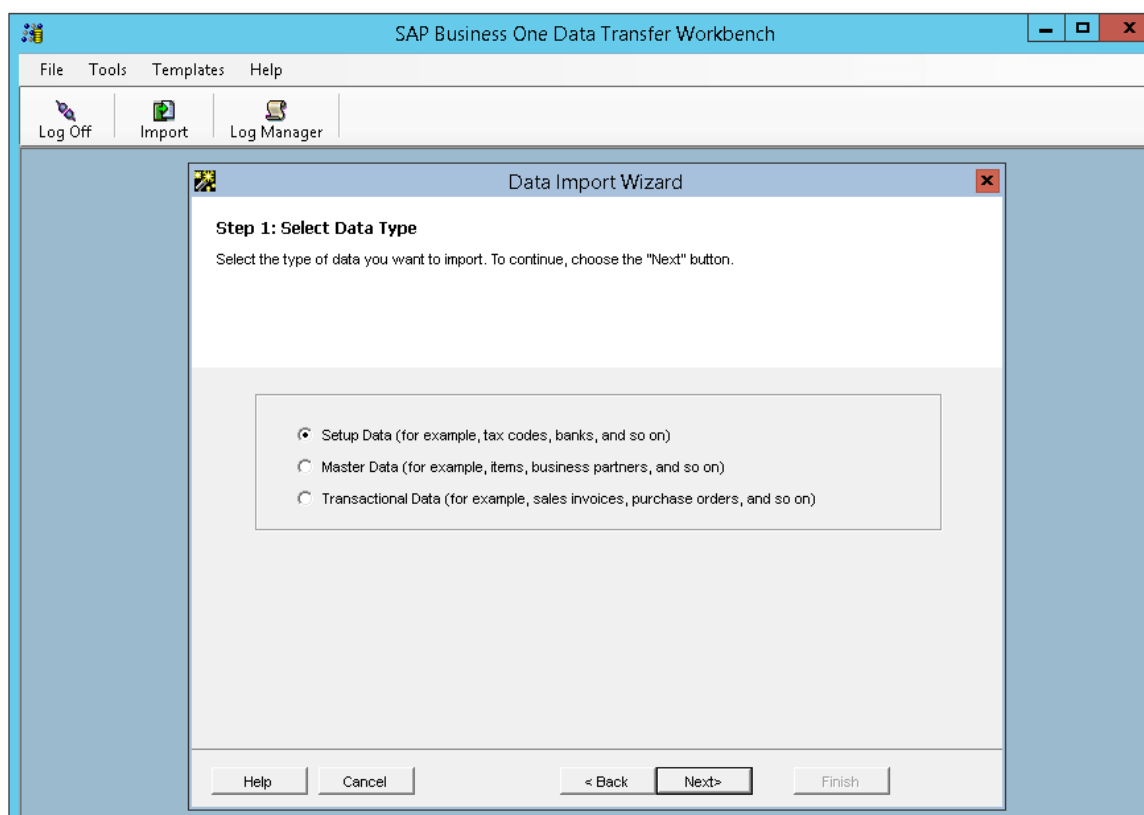 SAP Business One Data Transfer Workbench
File Tools Templates Help
Log Off Import Log Manager
Data Import Wizard
Step 1: Select Data Type
Select the type of data you want to import. To continue, choose the "Next" button.
Setup Data (for example, tax codes, banks, and so on)
Master Data (for example, items, business partners, and so on)
Transactional Data (for example, sales invoices, purchase orders, and so on)
Help Cancel < Back Next> Finish